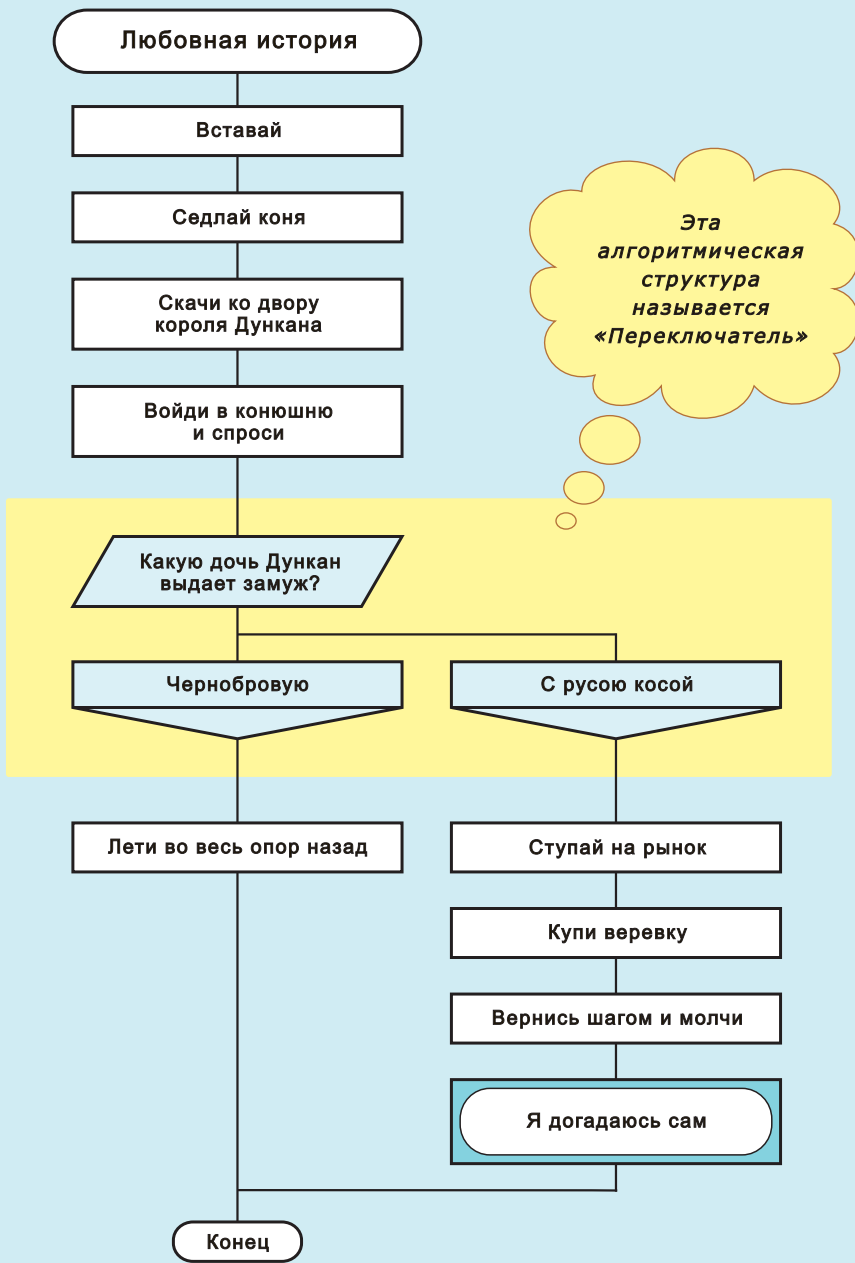 Любовная история
Вставай
Седлай коня
Скачи ко двору
короля Дункана
Войди в конюшню
и спроси
Эта
алгоритмическая
структура
называется
«Переключатель»
Какую дочь Дункан
выдает замуж?
Чернобровую
С русою косой
Лети во весь опор назад
Ступай на рынок
Купи веревку
Вернись шагом и молчи
Я догадаюсь сам
Конец